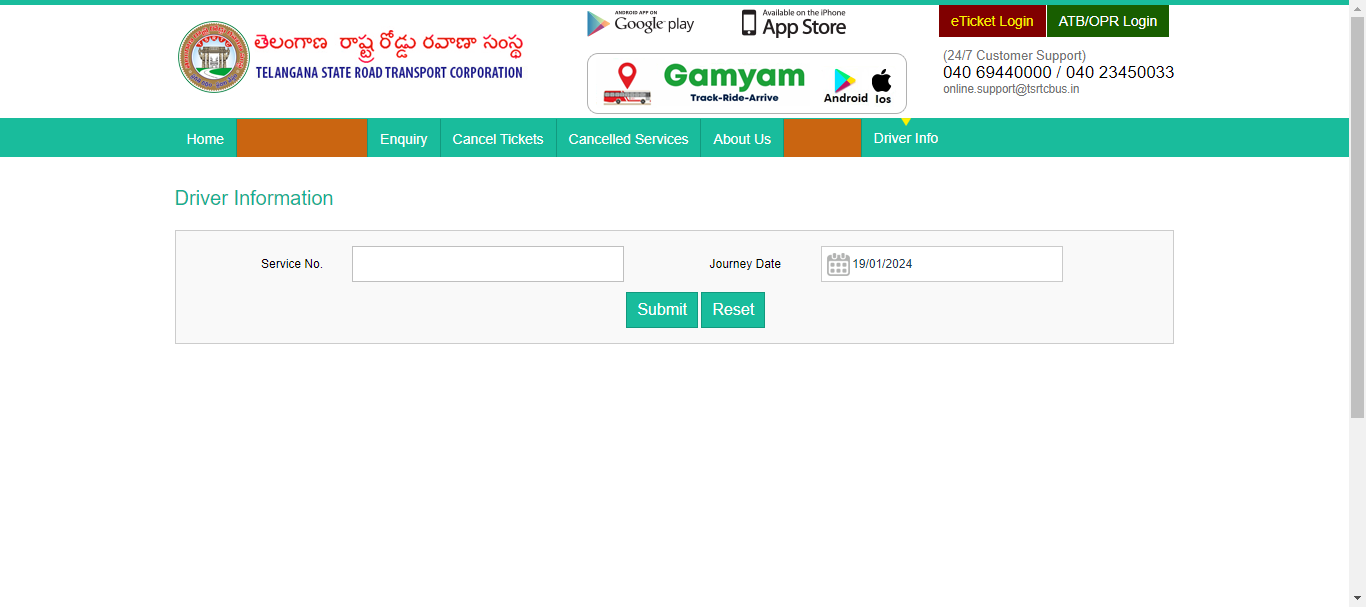 తెలంగాణ రాష్ట్ర రోడ్డు రవాణా సంస్థ
TELANGANA STATE ROAD TRANSPORT CORPORATION
ANDROID APP ON
Google play
Available on the iPhone
App Store
Gamyam
Track-Ride-Arrive
Android Ios
eTicket Login ATB/OPR Login
(24/7 Customer Support)
040 69440000 / 040 23450033
online.support@tsrtcbus.in
Home Enquiry Cancel Tickets Cancelled Services About Us Driver Info
Driver Information
Service No. Journey Date 19/01/2024
Submit Reset